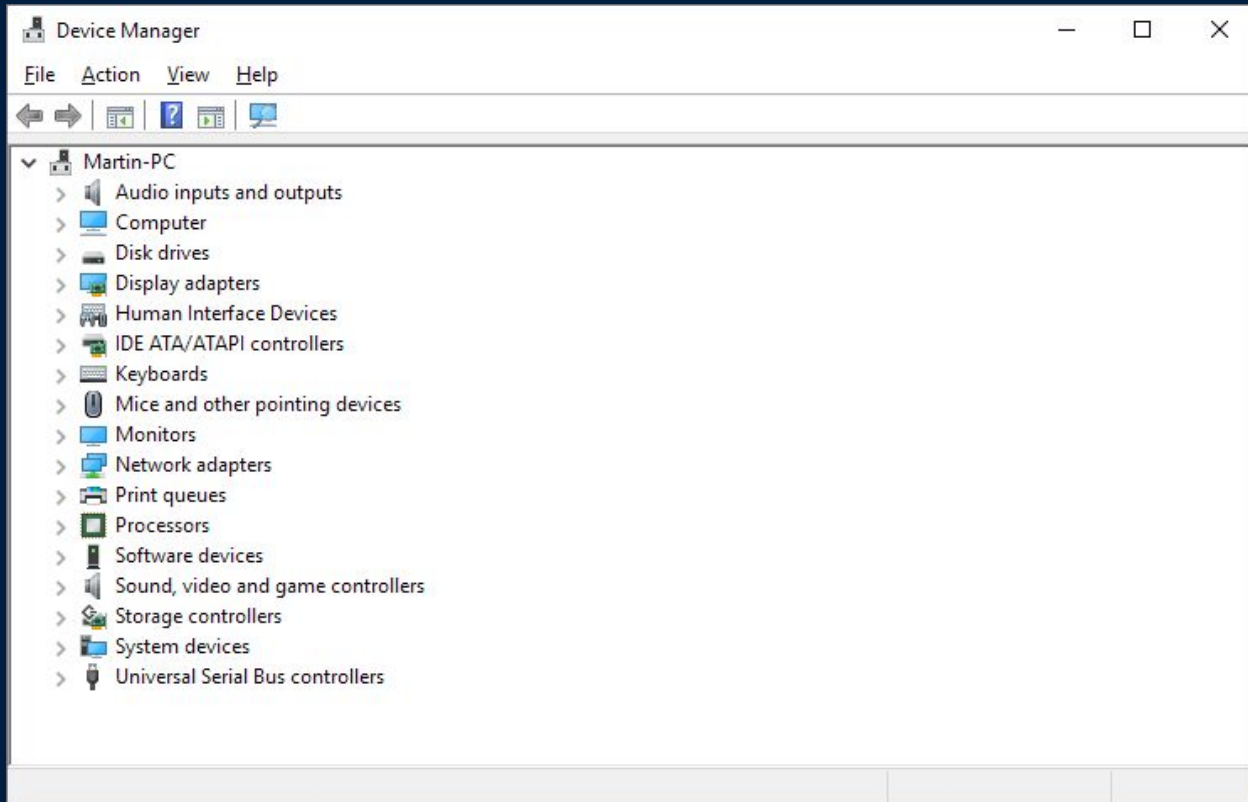 Device Manager
File Action View Help
?
Martin-PC
Audio inputs and outputs
Computer
Disk drives
Display adapters
Human Interface Devices
IDE ATA/ATAPI controllers
Keyboards
Mice and other pointing devices
Monitors
Network adapters
Print queues
Processors
Software devices
Sound, video and game controllers
Storage controllers
System devices
Universal Serial Bus controllers